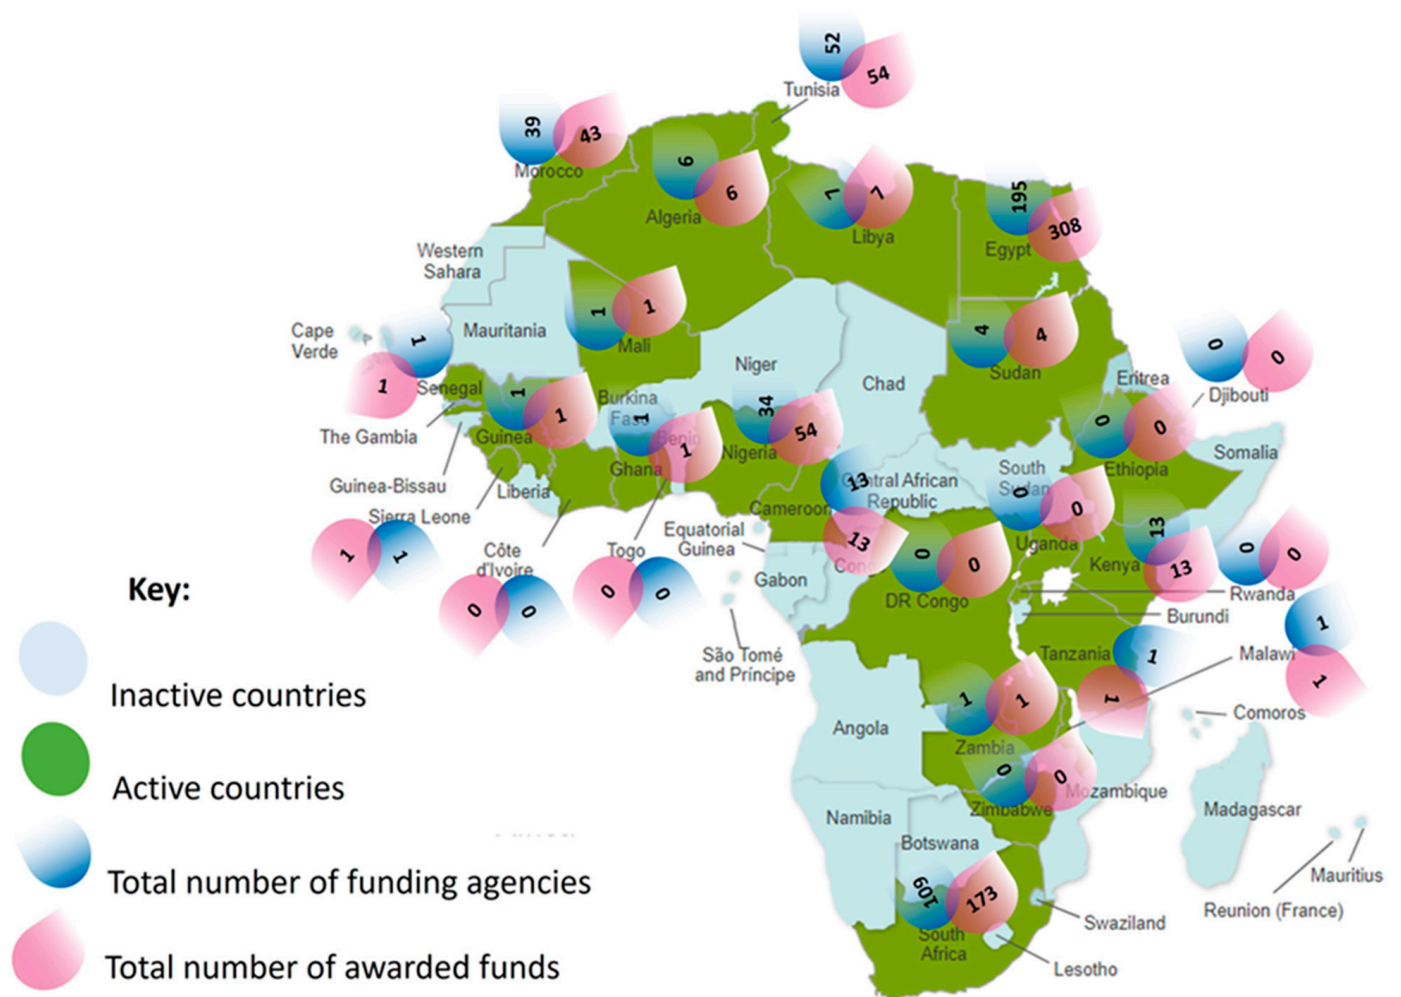 52
54
Tunisia
39
43
Morocco
6
6
Algeria
7
7
Libya
195
308
Egypt
Western
Sahara
Cape
Verde
Mauritania
1
1
Mali
Niger
Chad
4
4
Sudan
0
0
Djibouti
Eritrea
1
1
Senegal
1
1
Guinea
Burkina
Faso
1
1
Benin
Ghana
34
54
Nigeria
0
0
Ethiopia
Somalia
The Gambia
Guinea-Bissau
Sierra Leone
Liberia
13
13
Cameroon
Central African
Republic
South
Sudan
0
0
Uganda
13
13
Kenya
0
0
Rwanda
Burundi
1
1
Côte
d'Ivoire
0
0
Togo
0
0
Equatorial
Guinea
Gabon
0
0
DR Congo
São Tomé
and Príncipe
Tanzania
1
1
Malawi
1
1
Comoros
Angola
1
1
Zambia
0
0
Zimbabwe
Mozambique
Madagascar
Namibia
Botswana
109
173
South
Africa
Mauritius
Reunion (France)
Swaziland
Lesotho
Key:
Inactive countries
Active countries
Total number of funding agencies
Total number of awarded funds